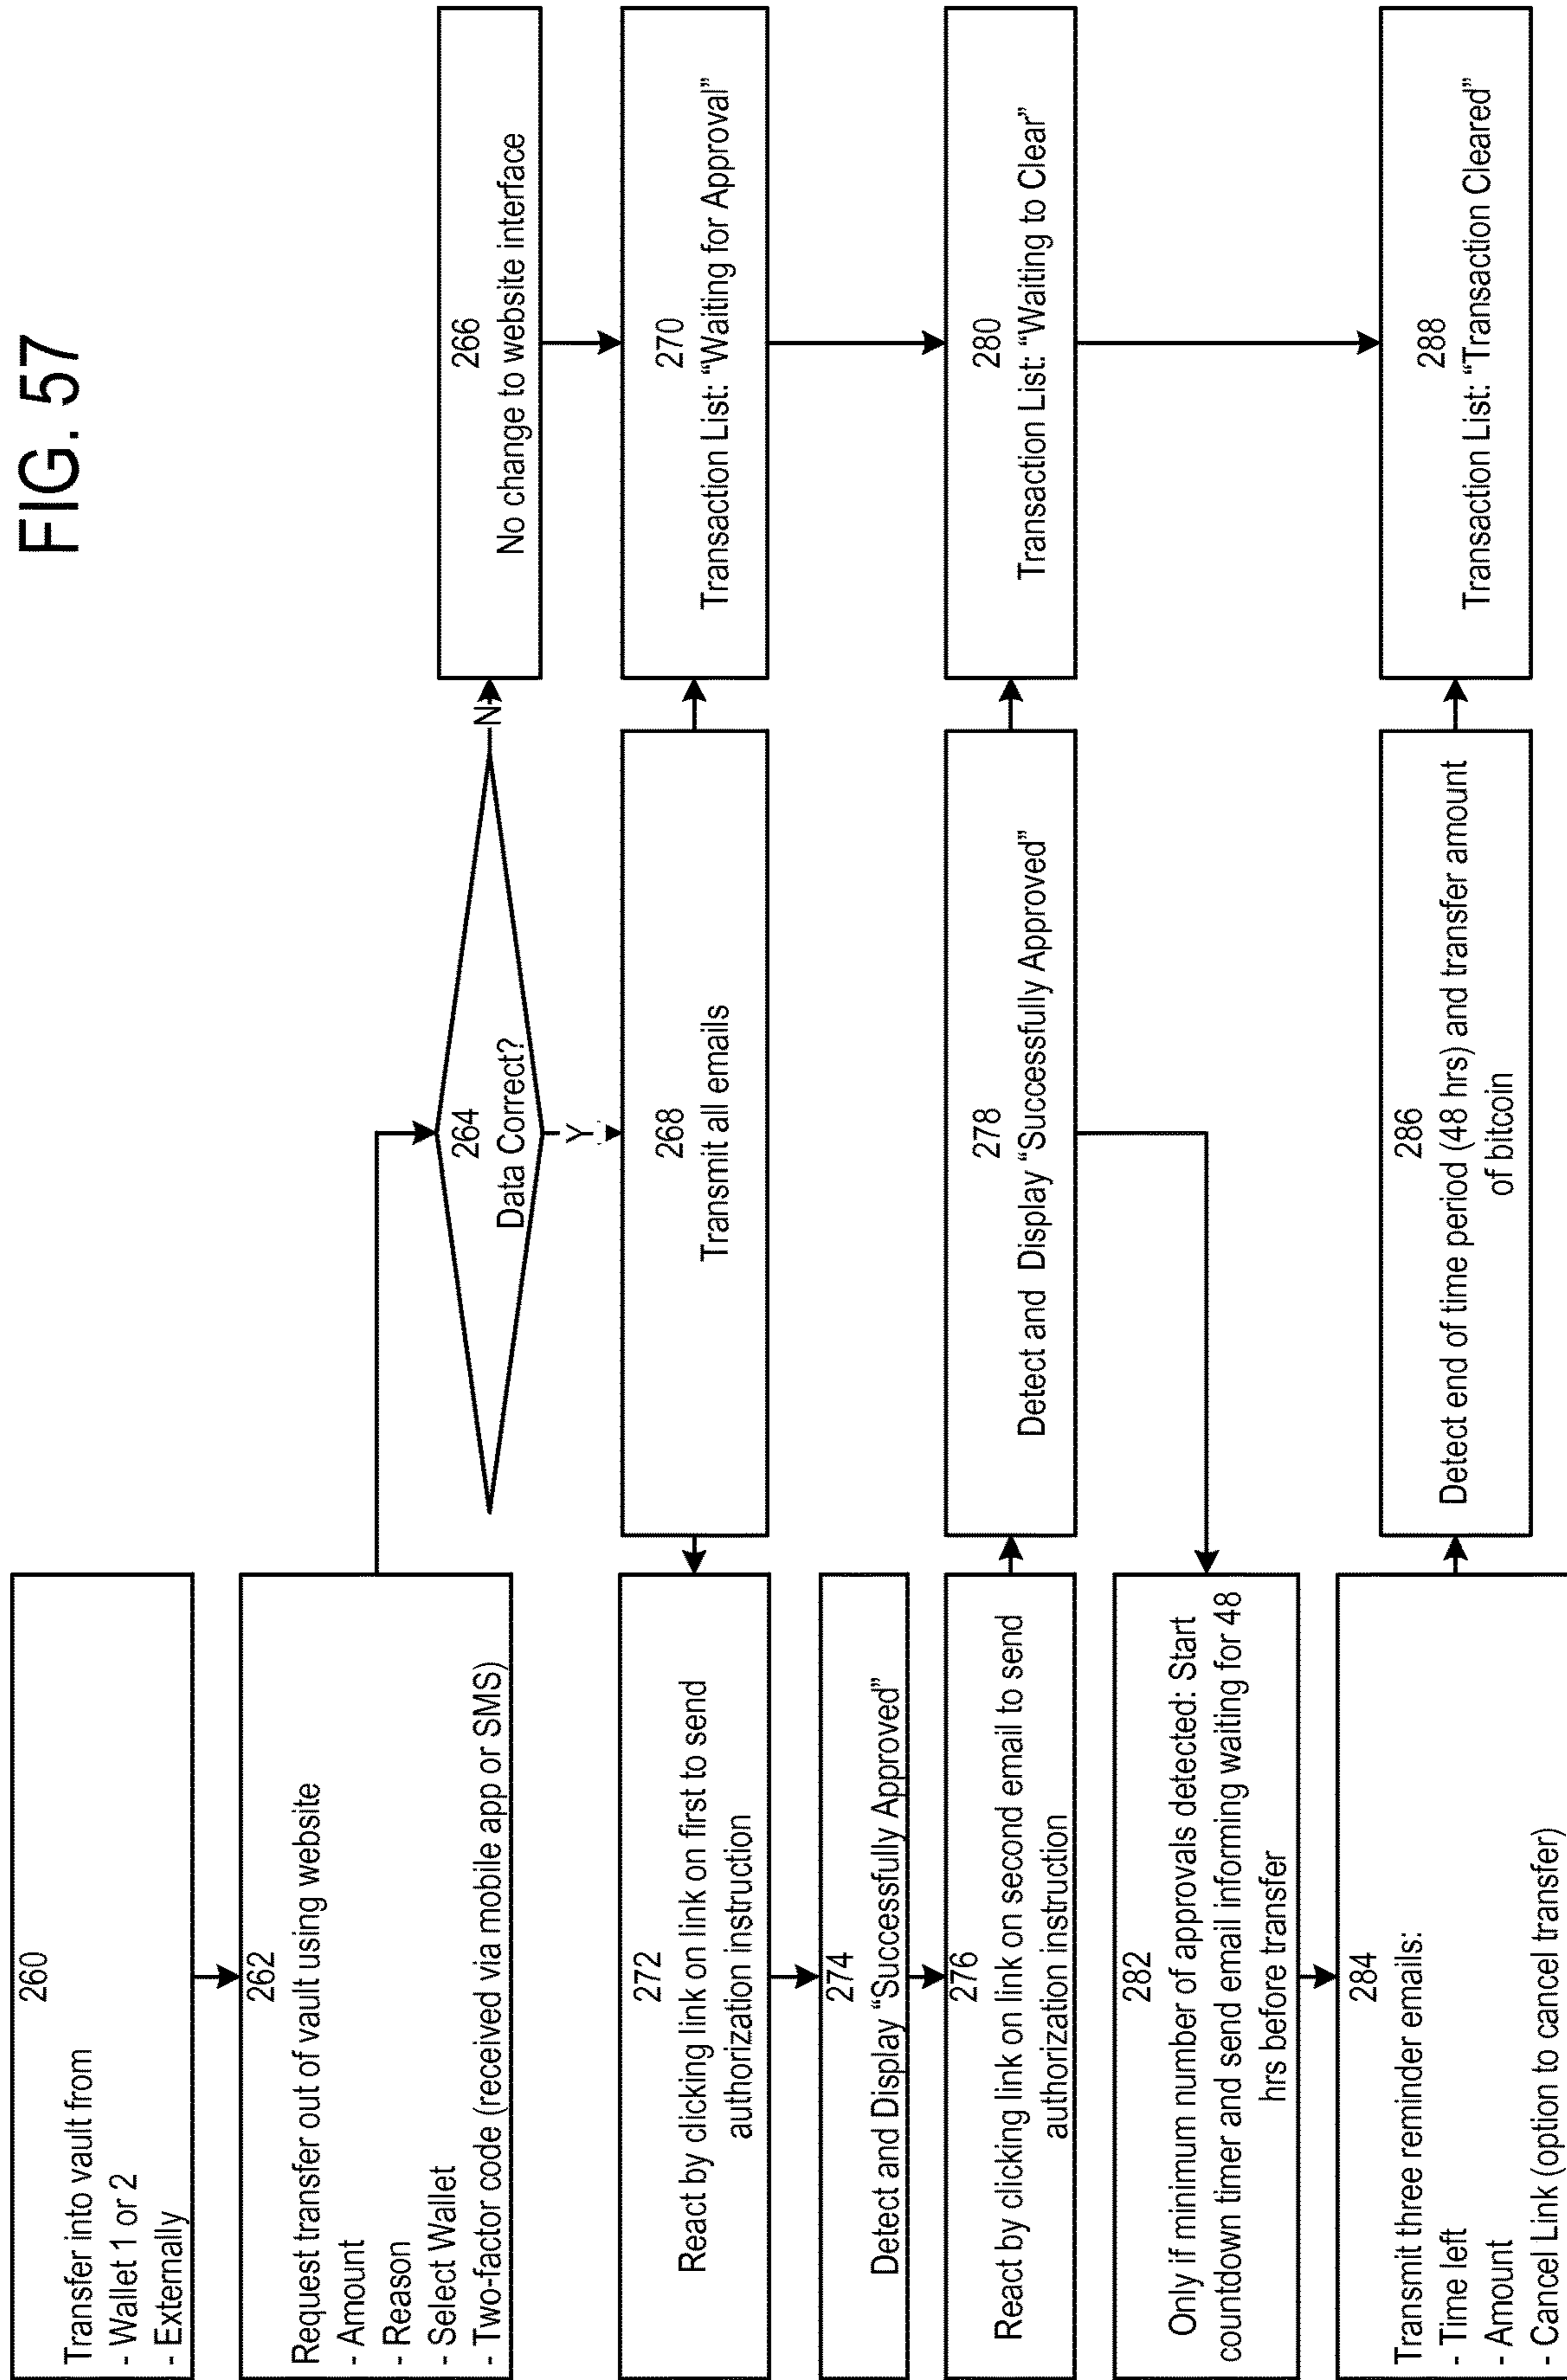 FIG. 57
260
Transfer into vault from
- Wallet 1 or 2
- Externally
262
Request transfer out of vault using website
- Amount
- Reason
- Select Wallet
- Two-factor code (received via mobile app or SMS)
264
Data Correct?
N
Y
266
No change to website interface
268
Transmit all emails
270
Transaction List: “Waiting for Approval”
272
React by clicking link on link on first to send
authorization instruction
274
Detect and Display “Successfully Approved”
276
React by clicking link on link on second email to send
authorization instruction
278
Detect and Display “Successfully Approved”
280
Transaction List: “Waiting to Clear”
282
Only if minimum number of approvals detected: Start
countdown timer and send email informing waiting for 48
hrs before transfer
284
Transmit three reminder emails:
- Time left
- Amount
- Cancel Link (option to cancel transfer)
286
Detect end of time period (48 hrs) and transfer amount
of bitcoin
288
Transaction List: “Transaction Cleared”